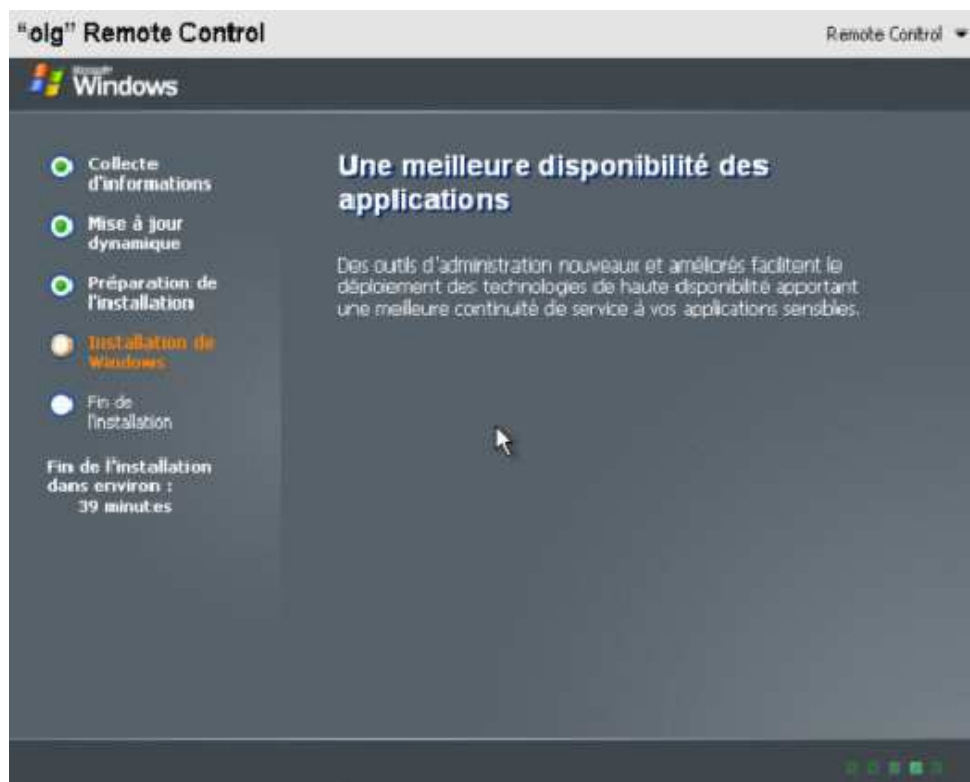 “olg” Remote Control
Remote Control
Microsoft
Windows
Collecte
d'informations
Mise à jour
dynamique
Préparation de
l'installation
Installation de
Windows
Fin de
l'installation
Fin de l'installation
dans environ :
39 minutes
Une meilleure disponibilité des
applications
Des outils d'administration nouveaux et améliorés facilitent le
déploiement des technologies de haute disponibilité apportant
une meilleure continuité de service à vos applications sensibles.